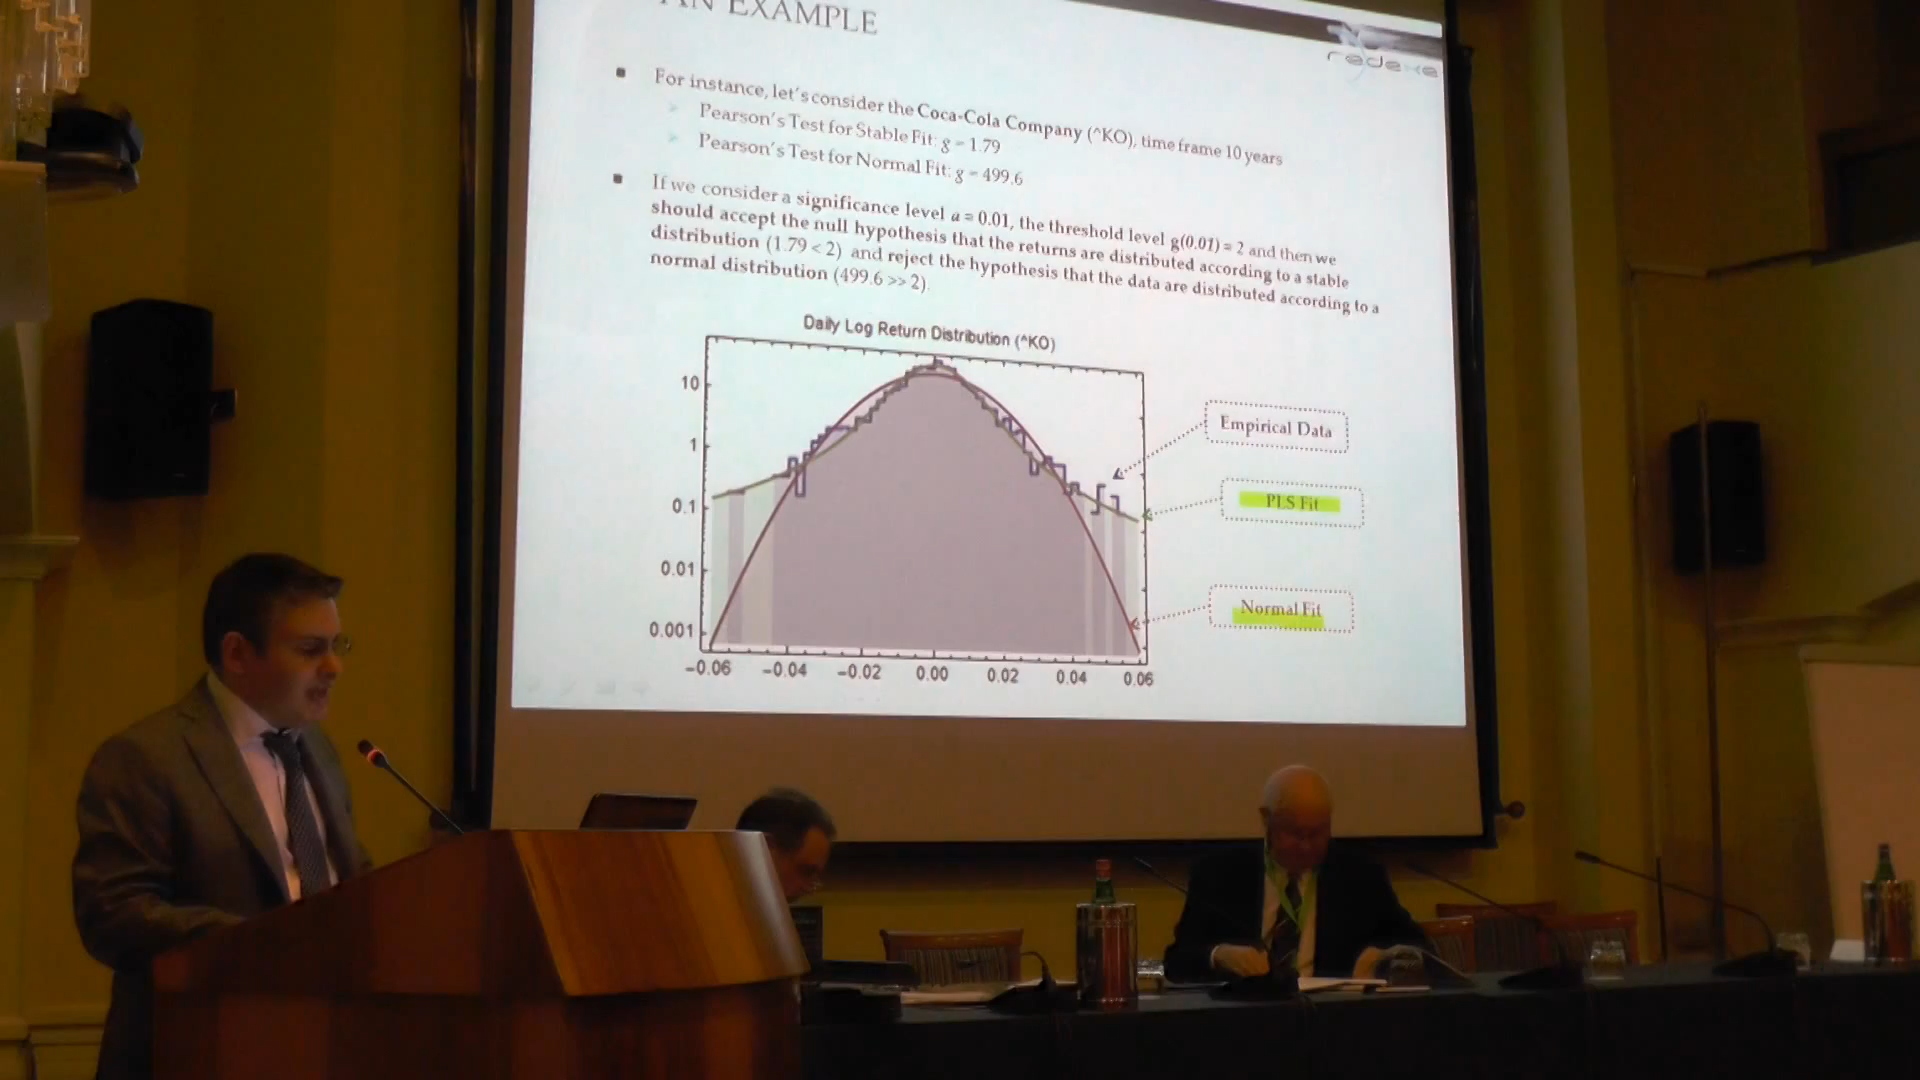 AN EXAMPLE
redexe
For instance, let's consider the Coca-Cola Company (^KO), time frame 10 years
Pearson's Test for Stable Fit: g = 1.79
Pearson's Test for Normal Fit: g = 499.6
If we consider a significance level α = 0.01, the threshold level g(0.01) = 2 and then we
should accept the null hypothesis that the returns are distributed according to a stable
distribution (1.79 < 2) and reject the hypothesis that the data are distributed according to a
normal distribution (499.6 >> 2).
Daily Log Return Distribution (^KO)
10
1
0.1
0.01
0.001
−0.06 −0.04 −0.02 0.00 0.02 0.04 0.06
Empirical Data
PLS Fit
Normal Fit